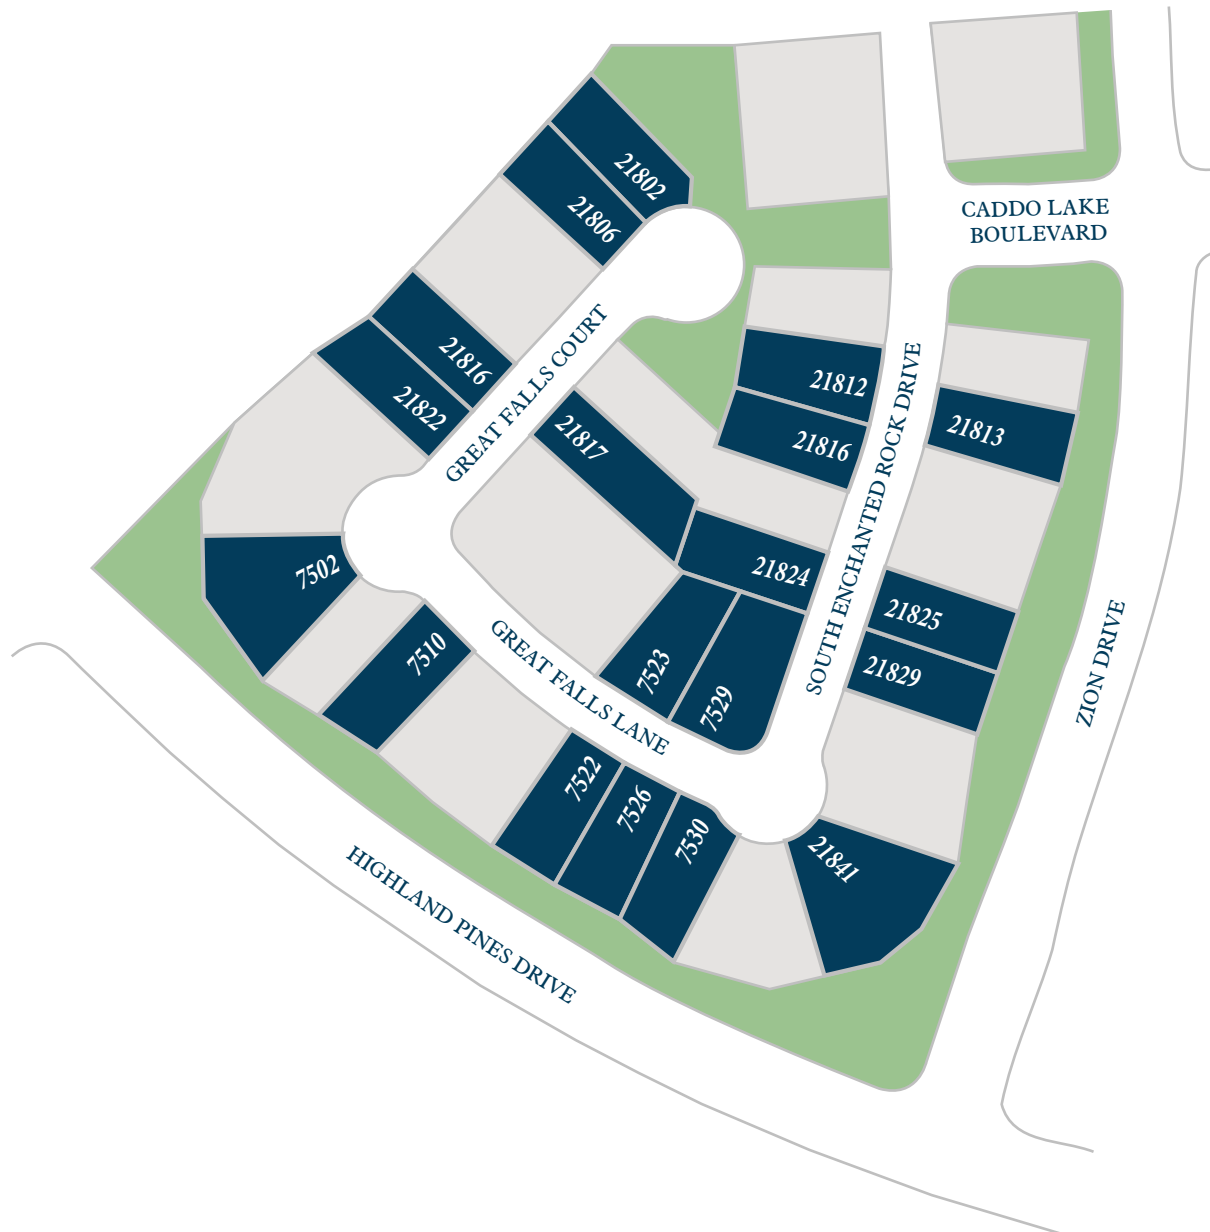 21802
21806
CADDO LAKE
BOULEVARD
21816
21822
GREAT FALLS COURT
21817
21812
21816
21813
SOUTH ENCHANTED ROCK DRIVE
7502
21824
21825
21829
7510
GREAT FALLS LANE
7523
7529
ZION DRIVE
7522
7526
7530
21841
HIGHLAND PINES DRIVE